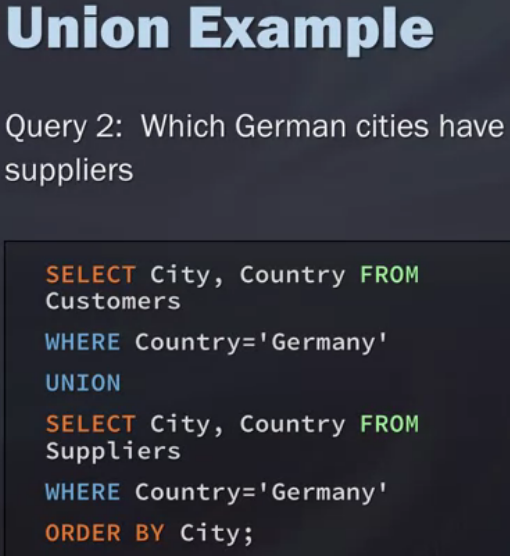 Union Example
Query 2:  Which German cities have
suppliers
SELECT City, Country FROM
Customers
WHERE Country='Germany'
UNION
SELECT City, Country FROM
Suppliers
WHERE Country='Germany'
ORDER BY City;